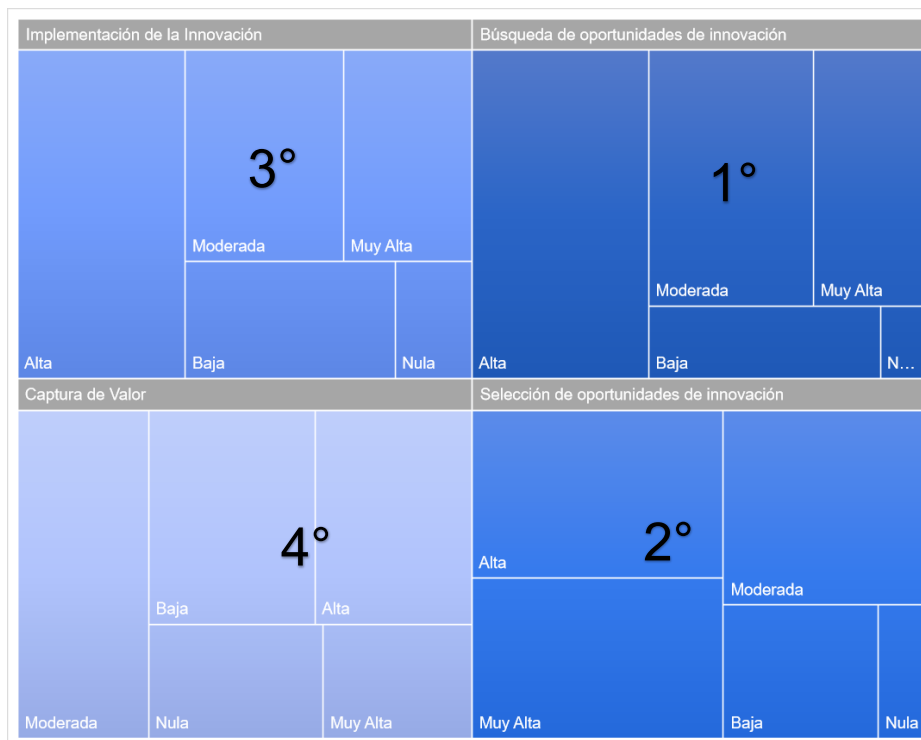 Implementación de la Innovación
3°
Moderada
Muy Alta
Alta
Baja
Nula
Búsqueda de oportunidades de innovación
1°
Moderada
Muy Alta
Alta
Baja
N...
Captura de Valor
4°
Baja
Alta
Moderada
Nula
Muy Alta
Selección de oportunidades de innovación
2°
Alta
Moderada
Muy Alta
Baja
Nula